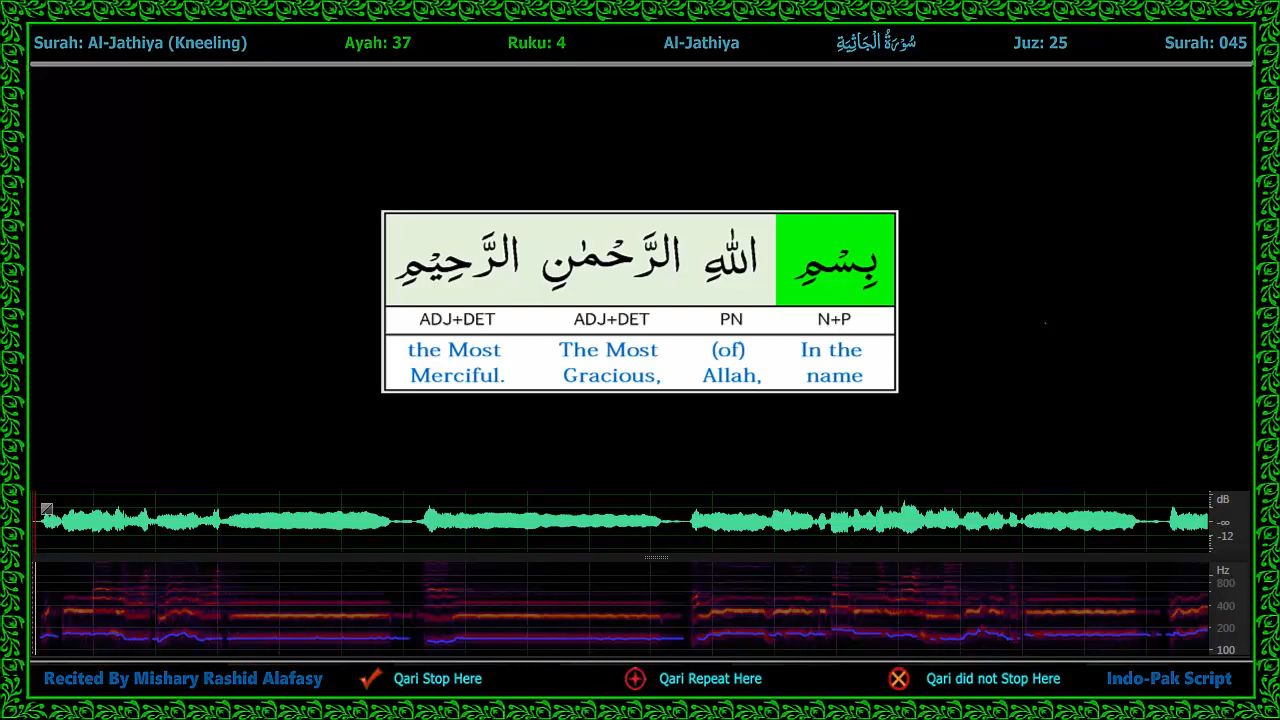 Surah: Al-Jathiya (Kneeling) Ayah: 37 Ruku: 4 Al-Jathiya سُوْرَةُ الْجَاثِيَةِ Juz: 25 Surah: 045
بِسْمِ اللّٰهِ الرَّحْمٰنِ الرَّحِيْمِ
ADJ+DET ADJ+DET PN N+P
the Most The Most (of) In the
Merciful. Gracious, Allah, name
dB
-∞
-12
Hz
800
400
200
100
Recited By Mishary Rashid Alafasy Qari Stop Here Qari Repeat Here Qari did not Stop Here Indo-Pak Script